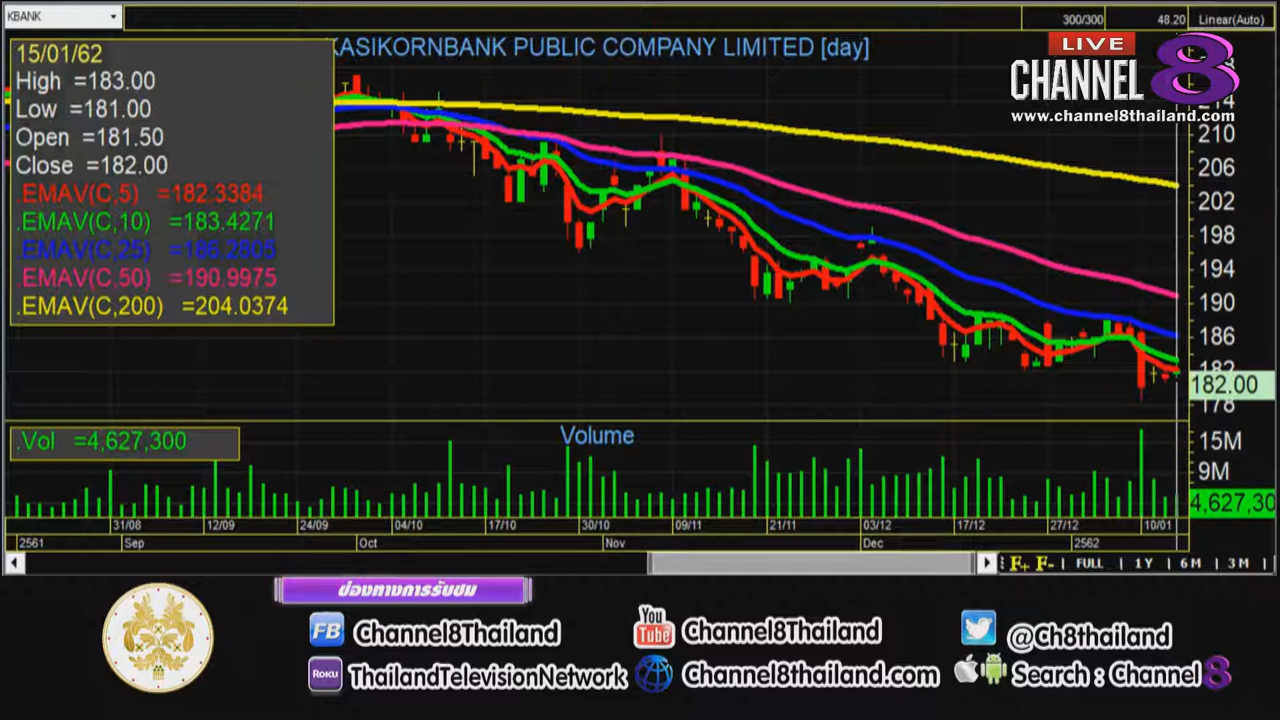 KBANK
300/300
48.20
Linear(Auto)
15/01/62
High =183.00
Low =181.00
Open =181.50
Close =182.00
.EMAV(C,5) =182.3384
.EMAV(C,10) =183.4271
.EMAV(C,25) =186.2805
.EMAV(C,50) =190.9975
.EMAV(C,200) =204.0374
KASIKORNBANK PUBLIC COMPANY LIMITED [day]
LIVE
CHANNEL 8
www.channel8thailand.com
214
210
206
202
198
194
190
186
182
182.00
178
.Vol =4,627,300
Volume
15M
9M
4,627,30
31/08 12/09 24/09 04/10 17/10 30/10 09/11 21/11 03/12 17/12 27/12 10/01
2561 Sep Oct Nov Dec 2562
F+ F- | FULL | 1Y | 6M | 3M |
ช่องทางการรับชม
FB Channel8Thailand
You Tube Channel8Thailand
@Ch8thailand
ROKU ThailandTelevisionNetwork
Channel8thailand.com
Search : Channel 8